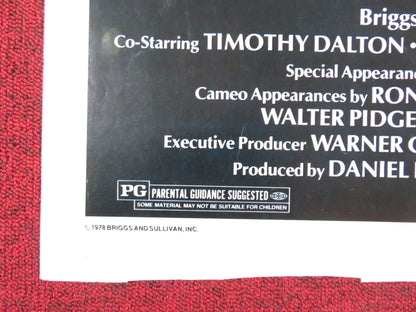 Briggs
Co-Starring TIMOTHY DALTON •
Special Appearanc
Cameo Appearances by RON
WALTER PIDGE
Executive Producer WARNER
Produced by DANIEL
PG PARENTAL GUIDANCE SUGGESTED
SOME MATERIAL MAY NOT BE SUITABLE FOR CHILDREN
© 1978 BRIGGS AND SULLIVAN, INC.